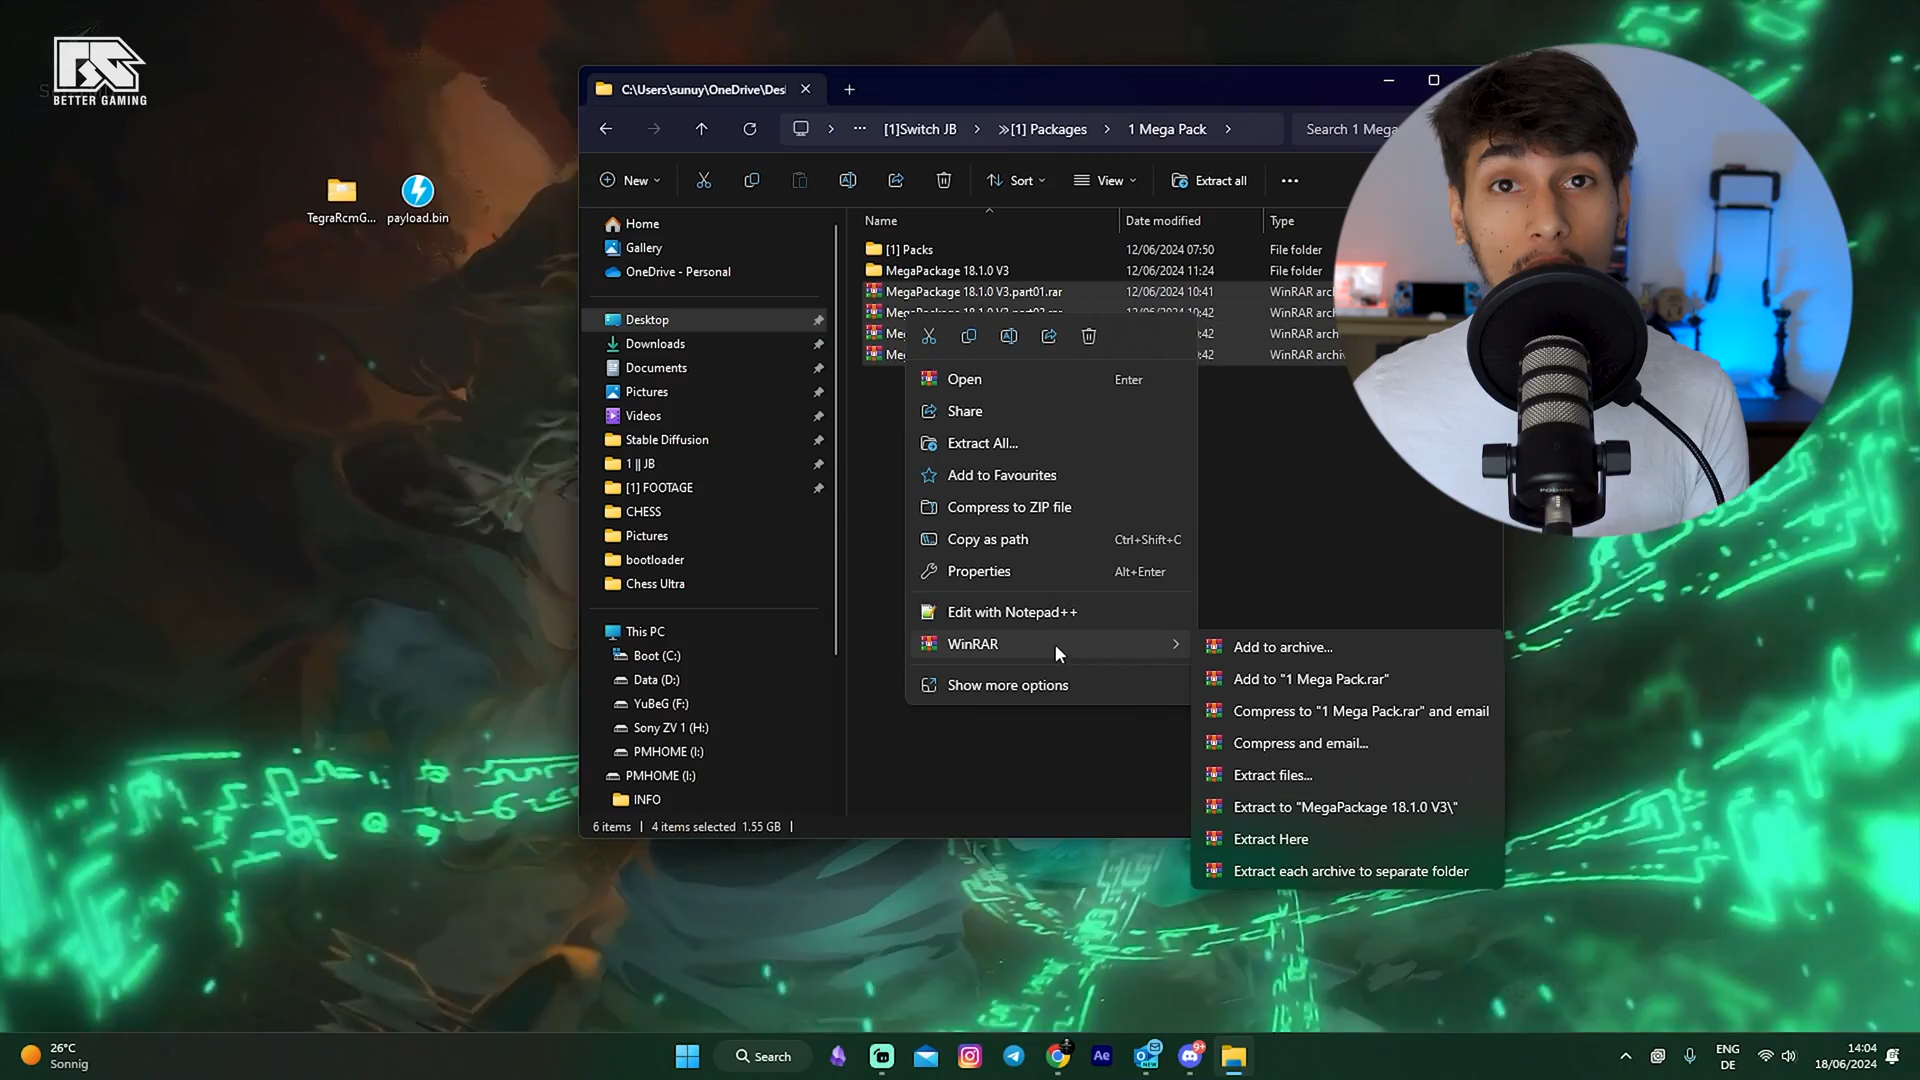 BETTER GAMING
TegraRcmG...
payload.bin
C:\Users\sunuy\OneDrive\Des
[1]Switch JB
[1] Packages
1 Mega Pack
Search 1 Mega
New
Sort
View
Extract all
Home
Gallery
OneDrive - Personal
Desktop
Downloads
Documents
Pictures
Videos
Stable Diffusion
1 || JB
[1] FOOTAGE
CHESS
Pictures
bootloader
Chess Ultra
This PC
Boot (C:)
Data (D:)
YuBeG (F:)
Sony ZV 1 (H:)
PMHOME (I:)
PMHOME (I:)
INFO
Name Date modified Type
[1] Packs 12/06/2024 07:50 File folder
MegaPackage 18.1.0 V3 12/06/2024 11:24 File folder
MegaPackage 18.1.0 V3.part01.rar 12/06/2024 10:41 WinRAR arc
:42 WinRAR arc
Me :42 WinRAR arc
Me :42 WinRAR archi
Open Enter
Share
Extract All...
Add to Favourites
Compress to ZIP file
Copy as path Ctrl+Shift+C
Properties Alt+Enter
Edit with Notepad++
WinRAR
Show more options
Add to archive...
Add to "1 Mega Pack.rar"
Compress to "1 Mega Pack.rar" and email
Compress and email...
Extract files...
Extract to "MegaPackage 18.1.0 V3\"
Extract Here
Extract each archive to separate folder
6 items 4 items selected 1.55 GB
26°C
Sonnig
Search
Ae
NEW
9+
ENG
DE
14:04
18/06/2024